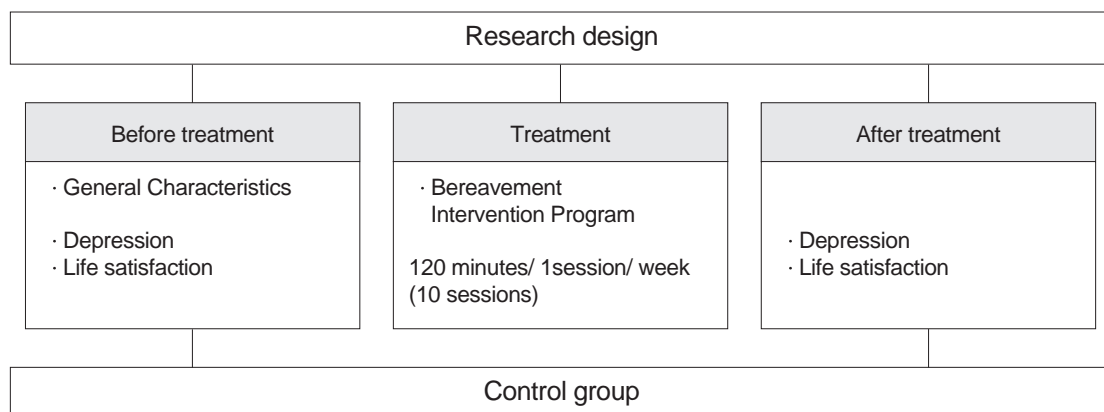 Research design
Before treatment
· General Characteristics
· Depression
· Life satisfaction
Treatment
· Bereavement
Intervention Program
120 minutes/ 1session/ week
(10 sessions)
After treatment
· Depression
· Life satisfaction
Control group